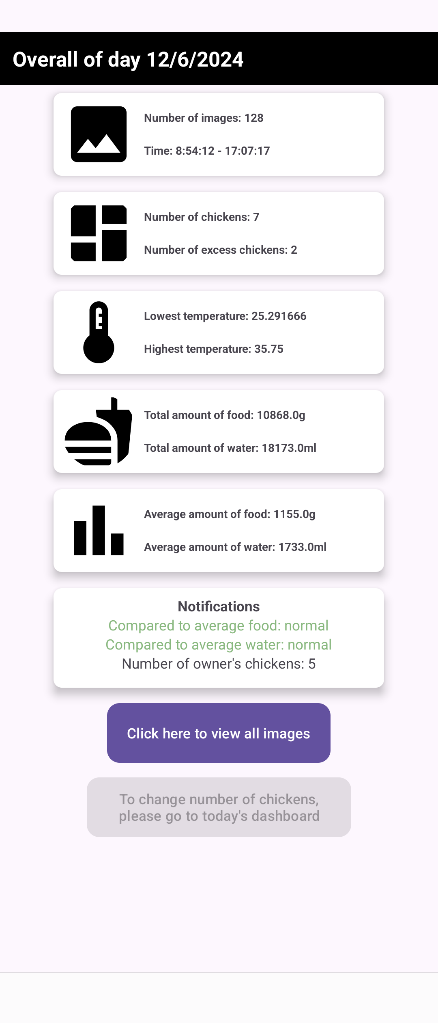 Overall of day 12/6/2024
Number of images: 128
Time: 8:54:12 - 17:07:17
Number of chickens: 7
Number of excess chickens: 2
Lowest temperature: 25.291666
Highest temperature: 35.75
Total amount of food: 10868.0g
Total amount of water: 18173.0ml
Average amount of food: 1155.0g
Average amount of water: 1733.0ml
Notifications
Compared to average food: normal
Compared to average water: normal
Number of owner's chickens: 5
Click here to view all images
To change number of chickens,
please go to today's dashboard